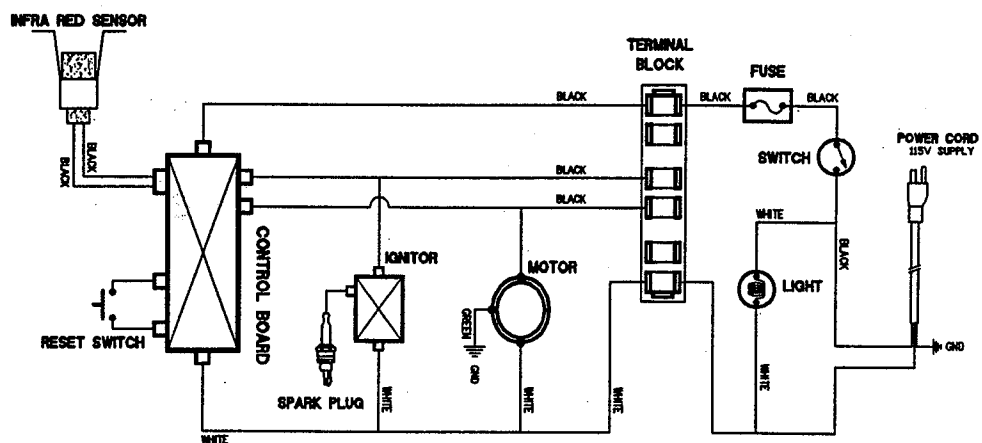 INFRA RED SENSOR
TERMINAL
BLOCK
FUSE
BLACK
BLACK
BLACK
POWER CORD
115V SUPPLY
SWITCH
BLACK
BLACK
BLACK
BLACK
WHITE
BLACK
CONTROL BOARD
IGNITOR
MOTOR
LIGHT
GREEN
GND
RESET SWITCH
GND
SPARK PLUG
WHITE
WHITE
WHITE
WHITE